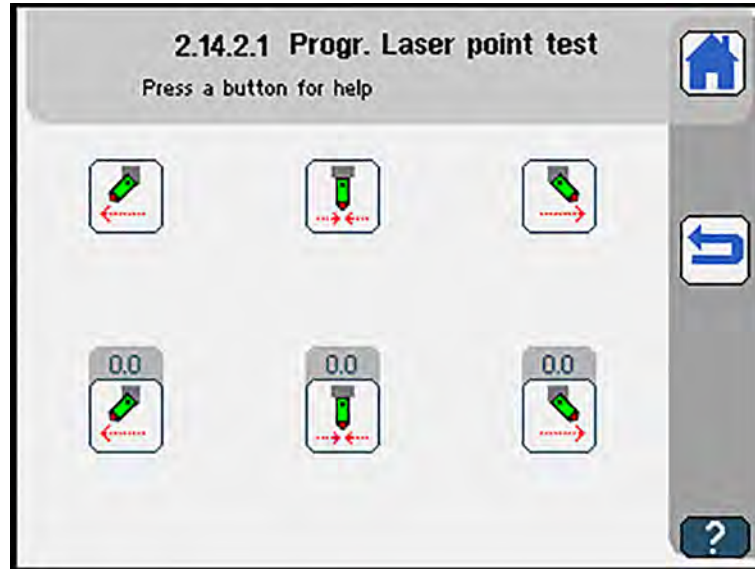 2.14.2.1 Progr. Laser point test
Press a button for help
0.0 0.0 0.0
?